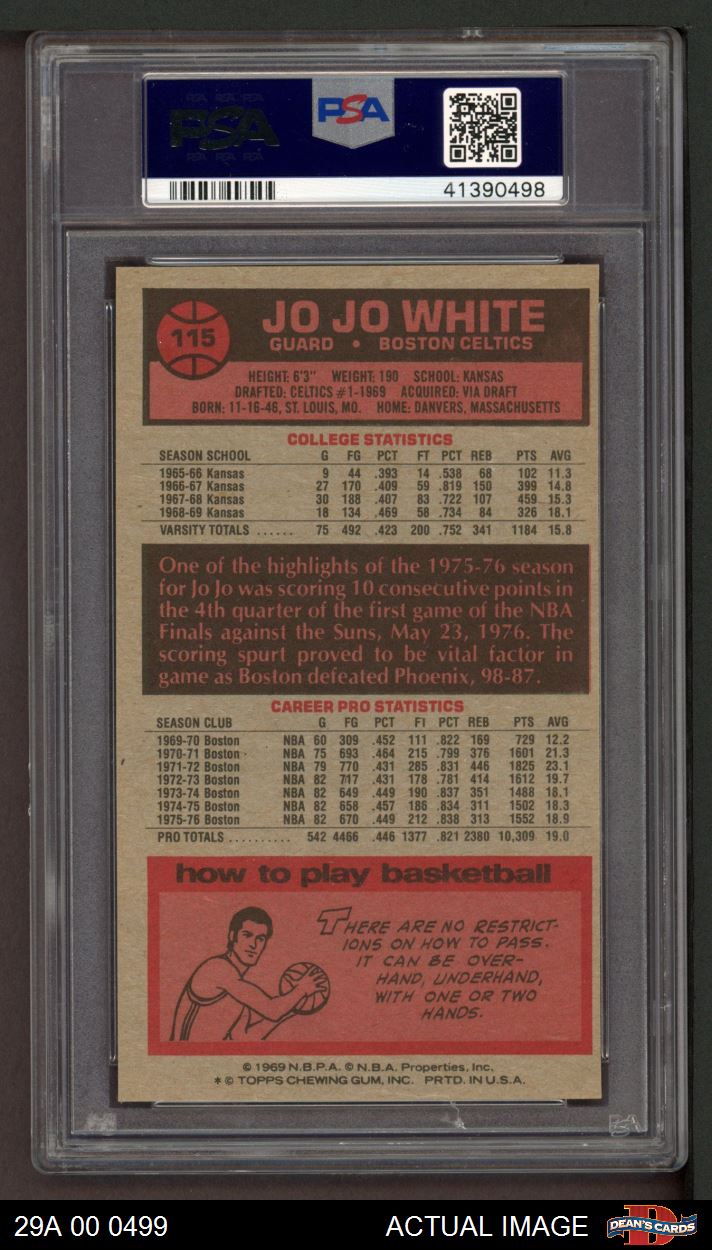 PSA
PSA
41390498
115
JO JO WHITE
GUARD • BOSTON CELTICS
HEIGHT: 6'3" WEIGHT: 190 SCHOOL: KANSAS
DRAFTED: CELTICS #1-1969 ACQUIRED: VIA DRAFT
BORN: 11-16-46, ST. LOUIS, MO. HOME: DANVERS, MASSACHUSETTS
COLLEGE STATISTICS
SEASON SCHOOL G FG PCT FT PCT REB PTS AVG
1965-66 Kansas 9 44 .393 14 .538 68 102 11.3
1966-67 Kansas 27 170 .409 59 .819 150 399 14.8
1967-68 Kansas 30 188 .407 83 .722 107 459 15.3
1968-69 Kansas 18 134 .469 58 .734 84 326 18.1
VARSITY TOTALS ...... 75 492 .423 200 .752 341 1184 15.8
One of the highlights of the 1975-76 season
for Jo Jo was scoring 10 consecutive points in
the 4th quarter of the first game of the NBA
Finals against the Suns, May 23, 1976. The
scoring spurt proved to be vital factor in
game as Boston defeated Phoenix, 98-87.
CAREER PRO STATISTICS
SEASON CLUB G FG PCT FT PCT REB PTS AVG
1969-70 Boston NBA 60 309 .452 111 .822 169 729 12.2
1970-71 Boston NBA 75 693 .464 215 .799 376 1601 21.3
1971-72 Boston NBA 79 770 .431 285 .831 446 1825 23.1
1972-73 Boston NBA 82 717 .431 178 .781 414 1612 19.7
1973-74 Boston NBA 82 649 .449 190 .837 351 1488 18.1
1974-75 Boston NBA 82 658 .457 186 .834 311 1502 18.3
1975-76 Boston NBA 82 670 .449 212 .838 313 1552 18.9
PRO TOTALS .......... 542 4466 .446 1377 .821 2380 10,309 19.0
how to play basketball
THERE ARE NO RESTRICT-
IONS ON HOW TO PASS.
IT CAN BE OVER-
HAND, UNDERHAND,
WITH ONE OR TWO
HANDS.
© 1969 N.B.P.A. © N.B.A. Properties, Inc.
* © TOPPS CHEWING GUM, INC. PRTD. IN U.S.A.
29A 00 0499
ACTUAL IMAGE
DEAN'S CARDS